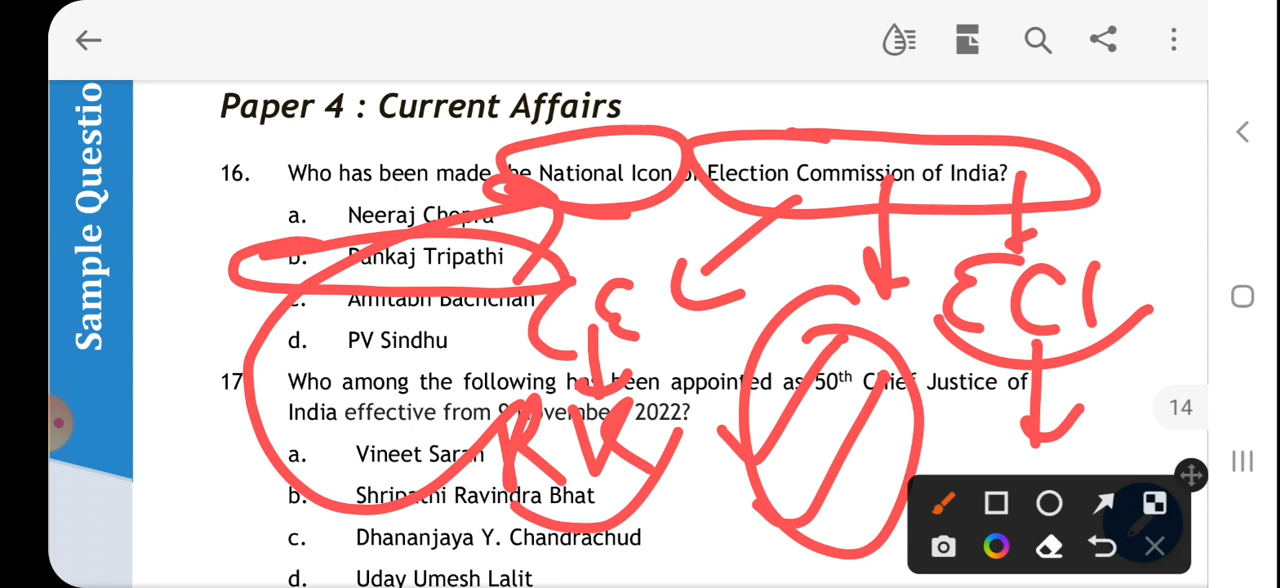 Sample Questio
Paper 4 : Current Affairs
16. Who has been made the National Icon of Election Commission of India?
a. Neeraj Chopra
b. Pankaj Tripathi
c. Amitabh Bachchan
d. PV Sindhu
ECI
17 Who among the following has been appointed as 50th Chief Justice of
India effective from 9 November 2022?
14
RK
a. Vineet Saran
b. Shripathi Ravindra Bhat
c. Dhananjaya Y. Chandrachud
d. Uday Umesh Lalit